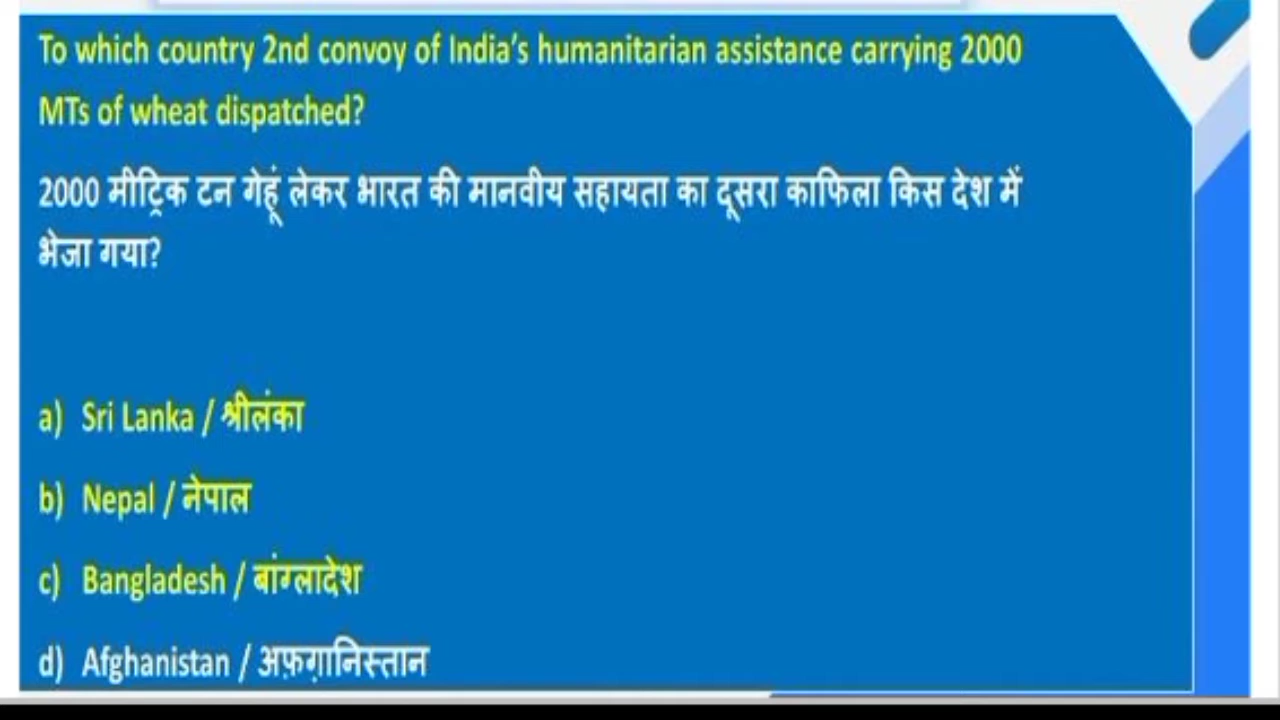 To which country 2nd convoy of India's humanitarian assistance carrying 2000
MTs of wheat dispatched?
2000 मीट्रिक टन गेहूं लेकर भारत की मानवीय सहायता का दूसरा काफिला किस देश में
भेजा गया?
a) Sri Lanka / श्रीलंका
b) Nepal / नेपाल
c) Bangladesh / बांग्लादेश
d) Afghanistan / अफ़ग़ानिस्तान